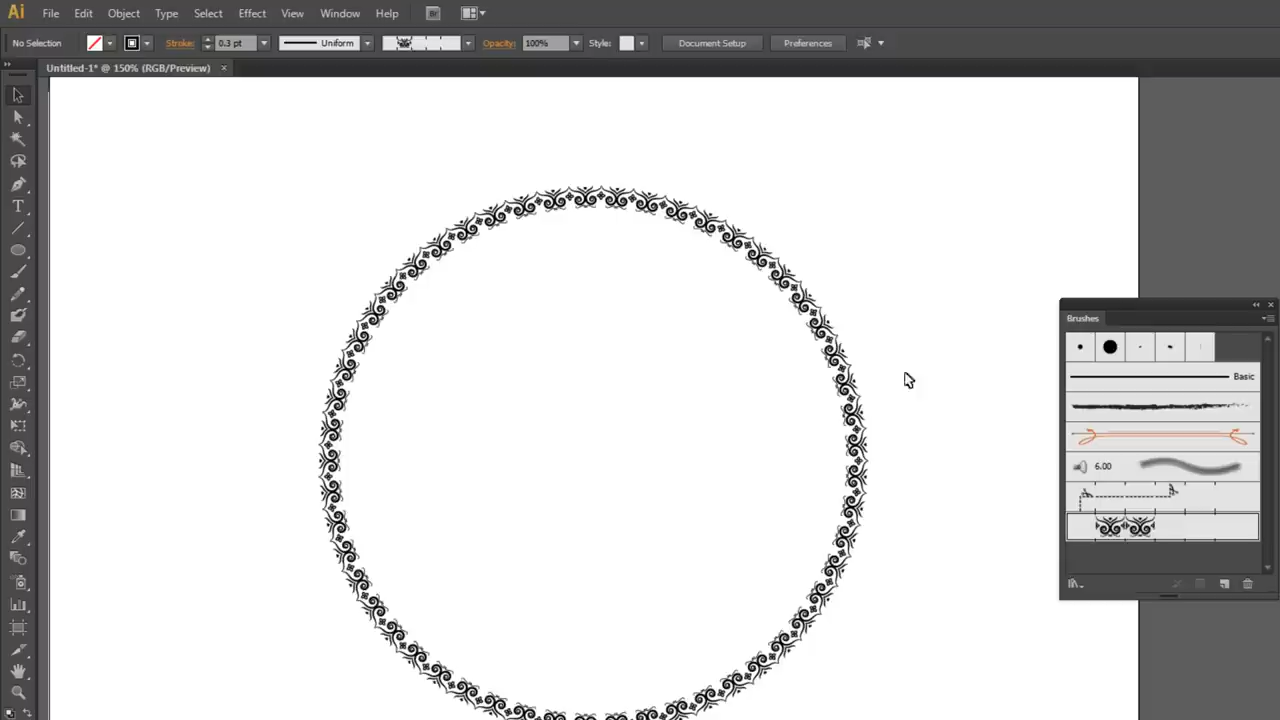 Ai File Edit Object Type Select Effect View Window Help Br
No Selection Stroke: 0.3 pt Uniform Opacity: 100% Style: Document Setup Preferences
Untitled-1* @ 150% (RGB/Preview)
Brushes
Basic
6.00